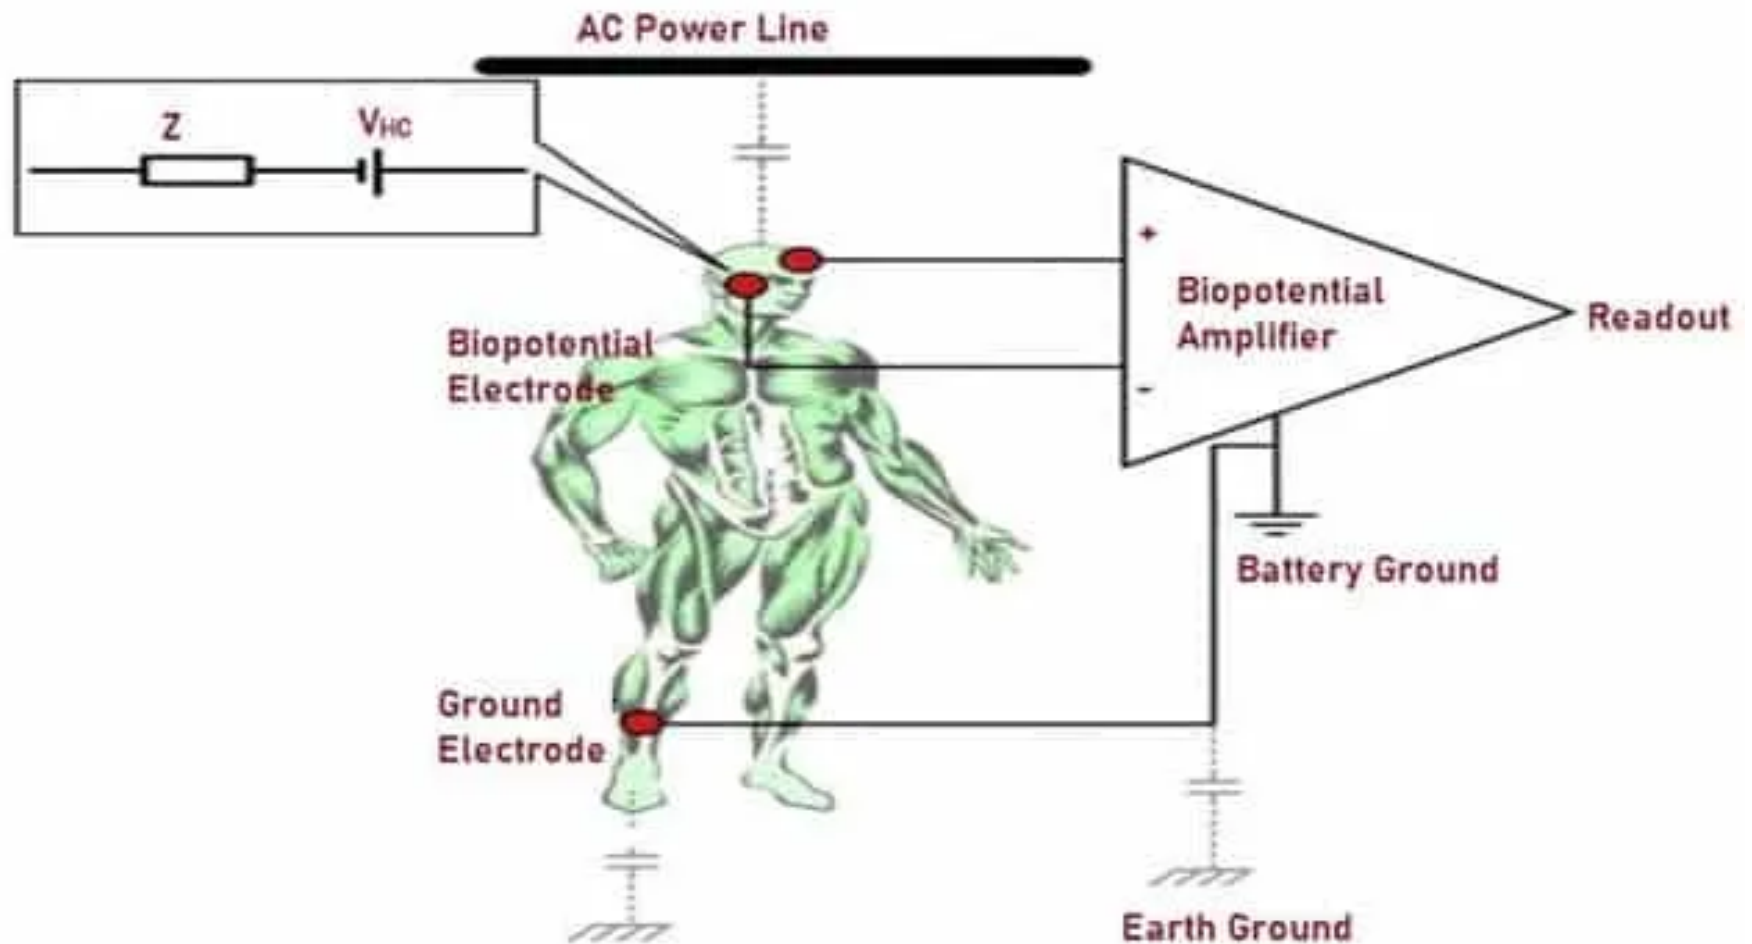 AC Power Line
Z
VHC
+
Biopotential
Amplifier
-
Readout
Biopotential
Electrode
Battery Ground
Ground
Electrode
Earth Ground